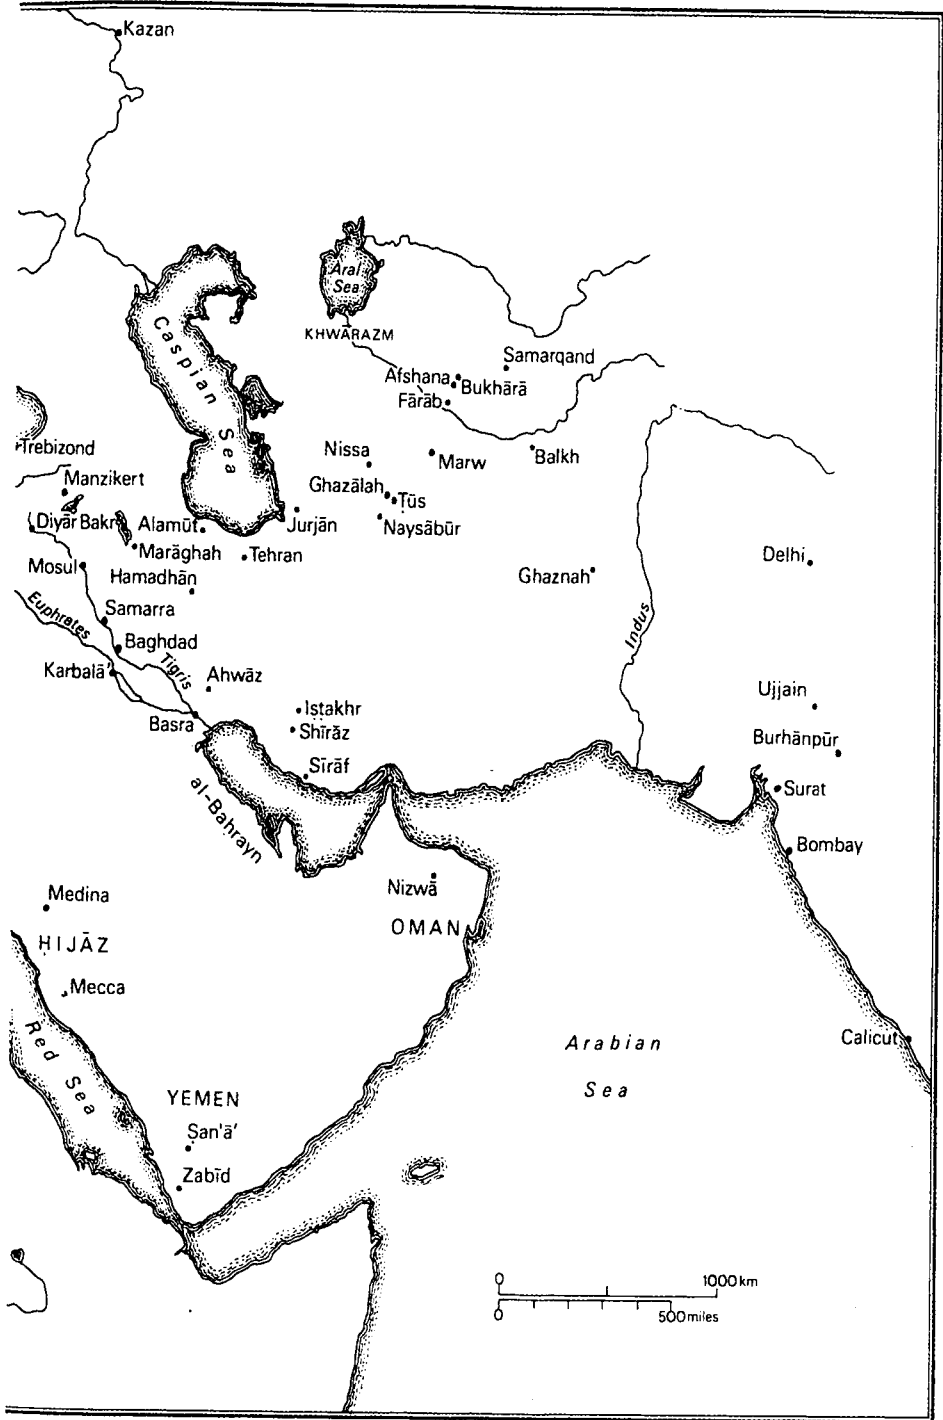 Kazan
Aral
Sea
KHWĀRAZM
Caspian Sea
Samarqand
Afshana
Bukhārā
Fārāb
Trebizond
Nissa
Marw
Balkh
Manzikert
Ghazālah
Ṭūs
Diyār Bakr
Alamūt
Jurjān
Naysābūr
Marāghah
Tehran
Delhi
Mosul
Hamadhān
Ghaznah
Euphrates
Samarra
Indus
Baghdad
Karbalā'
Tigris
Ahwāz
Ujjain
Basra
Iṣṭakhr
Shīrāz
Burhānpūr
Sīrāf
Surat
al-Bahrayn
Bombay
Medina
Nizwā
HIJĀZ
OMAN
Mecca
Red Sea
Arabian
Sea
Calicut
YEMEN
Ṣan'ā'
Zabīd
0 1000 km
0 500 miles